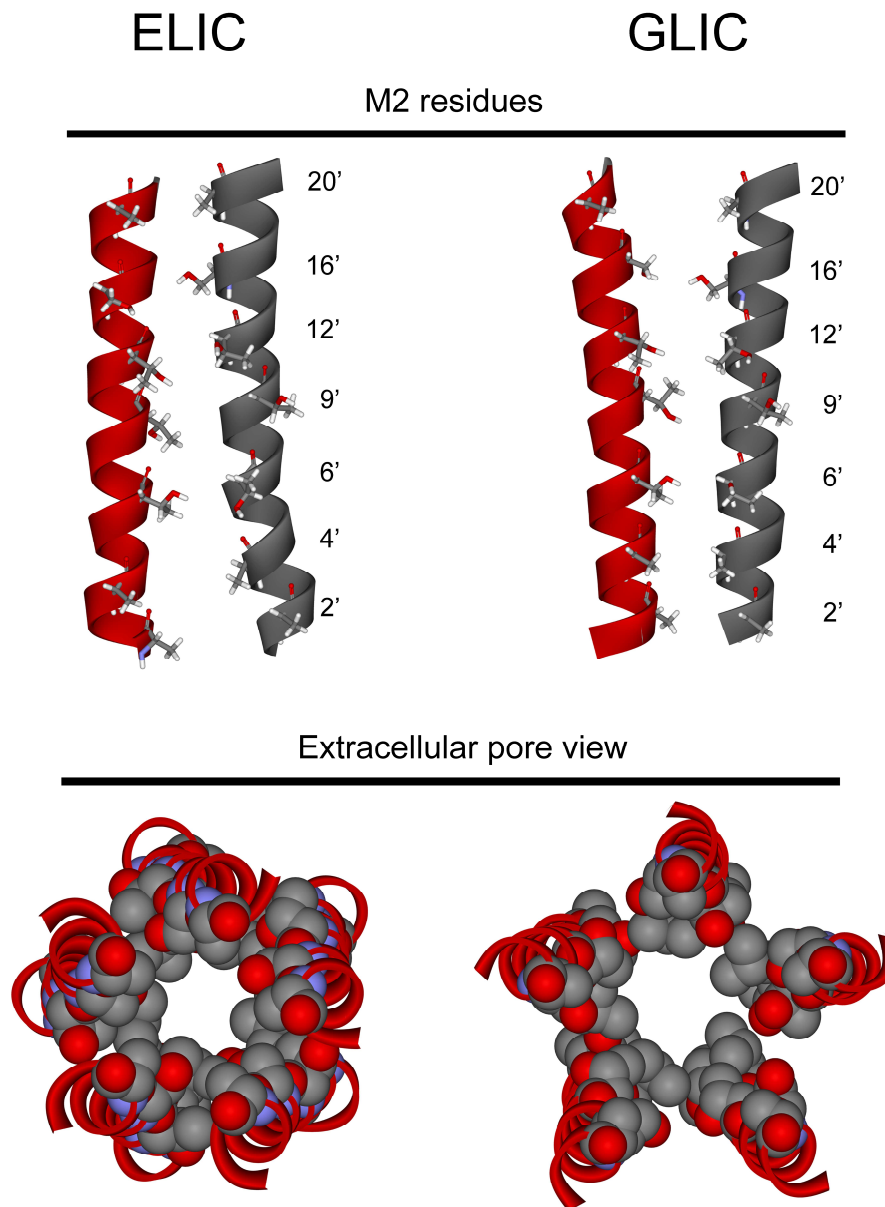 ELIC GLIC
M2 residues
20' 20'
16' 16'
12' 12'
9' 9'
6' 6'
4' 4'
2' 2'
Extracellular pore view